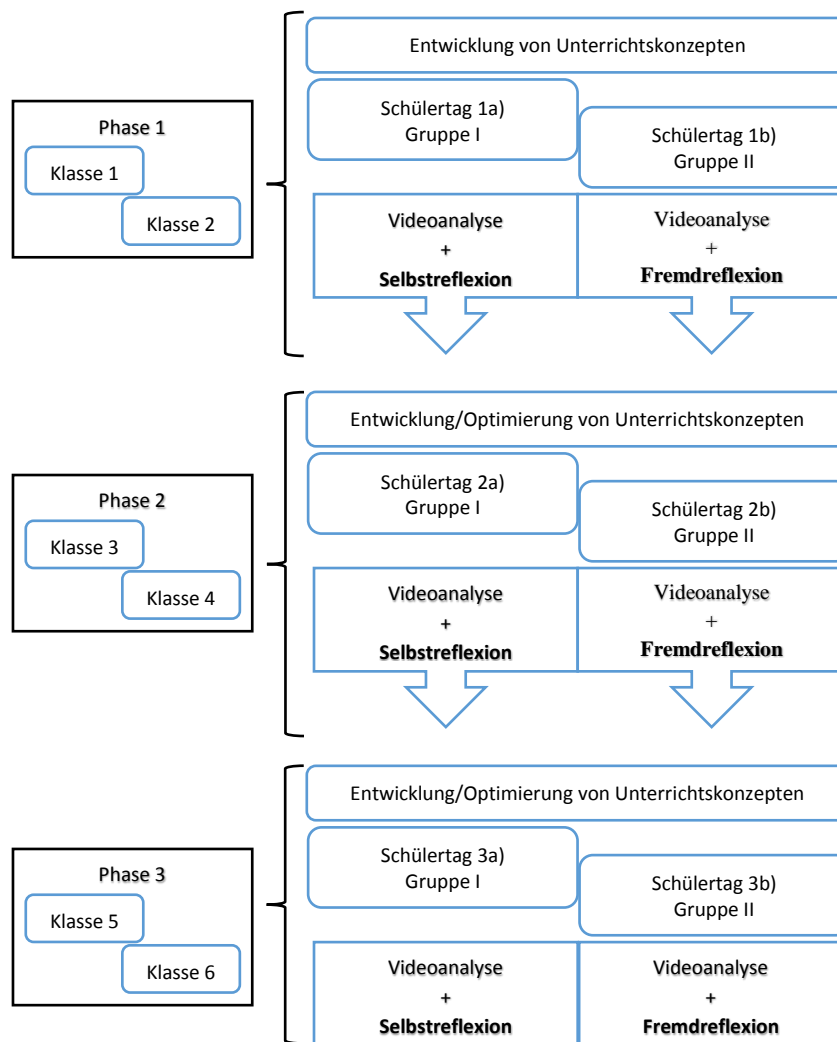 Entwicklung von Unterrichtskonzepten
Phase 1
Klasse 1
Klasse 2
Schülertag 1a)
Gruppe I
Schülertag 1b)
Gruppe II
Videoanalyse
+
Selbstreflexion
Videoanalyse
+
Fremdreflexion
Entwicklung/Optimierung von Unterrichtskonzepten
Phase 2
Klasse 3
Klasse 4
Schülertag 2a)
Gruppe I
Schülertag 2b)
Gruppe II
Videoanalyse
+
Selbstreflexion
Videoanalyse
+
Fremdreflexion
Entwicklung/Optimierung von Unterrichtskonzepten
Phase 3
Klasse 5
Klasse 6
Schülertag 3a)
Gruppe I
Schülertag 3b)
Gruppe II
Videoanalyse
+
Selbstreflexion
Videoanalyse
+
Fremdreflexion